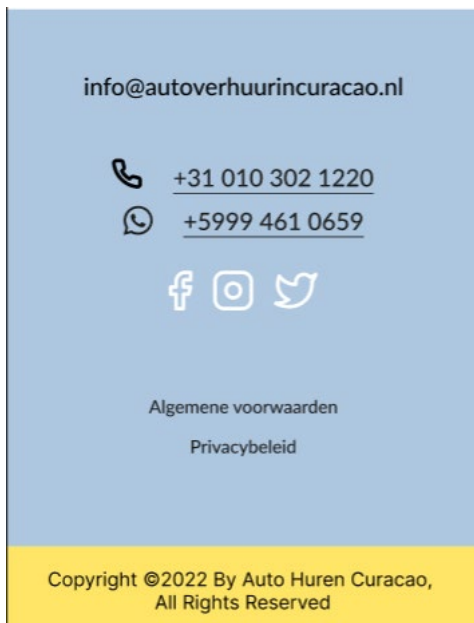 info@autoverhuurincuracao.nl
+31 010 302 1220
+5999 461 0659
Algemene voorwaarden
Privacybeleid
Copyright ©2022 By Auto Huren Curacao,
All Rights Reserved